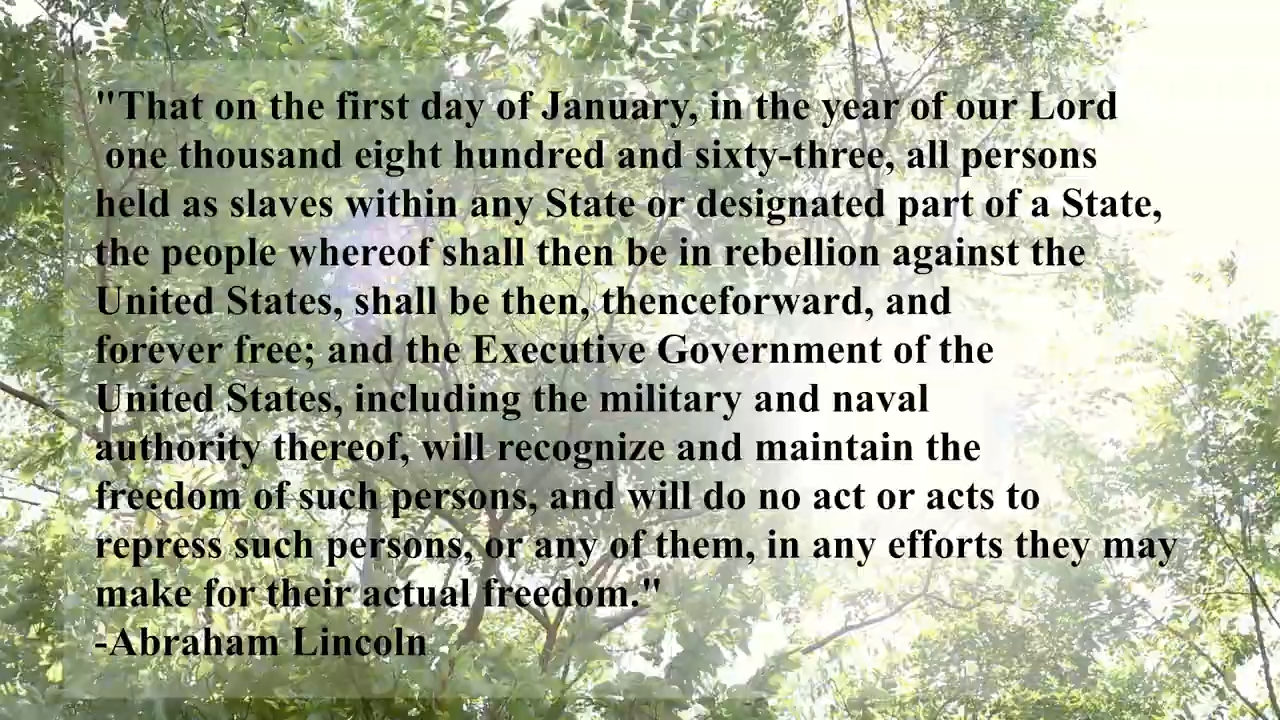 "That on the first day of January, in the year of our Lord
one thousand eight hundred and sixty-three, all persons
held as slaves within any State or designated part of a State,
the people whereof shall then be in rebellion against the
United States, shall be then, thenceforward, and
forever free; and the Executive Government of the
United States, including the military and naval
authority thereof, will recognize and maintain the
freedom of such persons, and will do no act or acts to
repress such persons, or any of them, in any efforts they may
make for their actual freedom."
-Abraham Lincoln